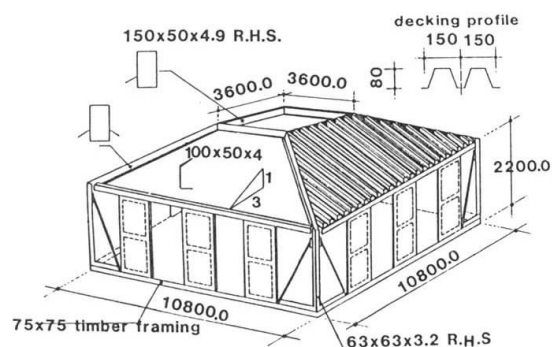 decking profile
150 150
80
150x50x4.9 R.H.S.
3600.0
3600.0
100x50x4
1
3
2200.0
10800.0
10800.0
75x75 timber framing
63x63x3.2 R.H.S